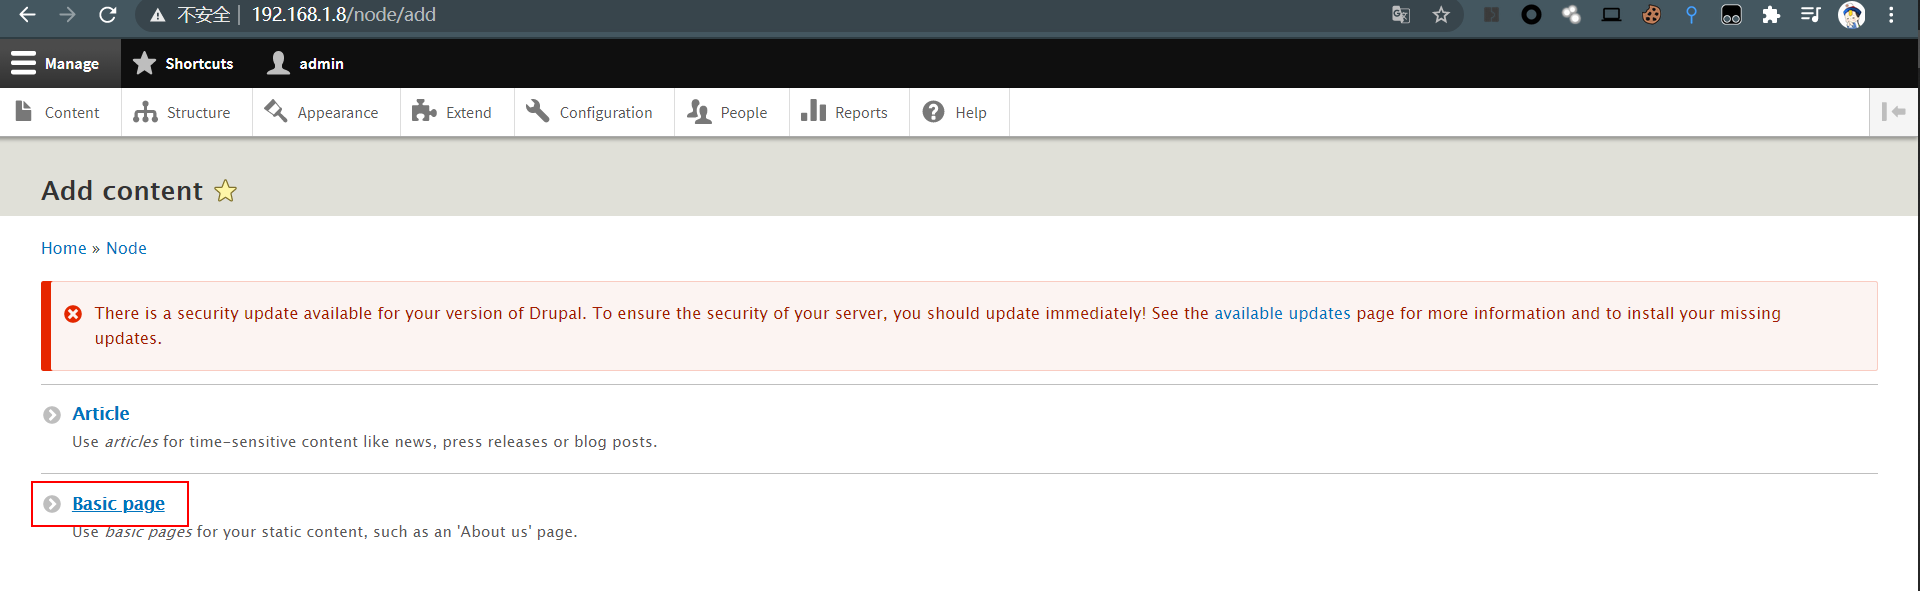 不安全 192.168.1.8/node/add
Manage Shortcuts admin
Content Structure Appearance Extend Configuration People Reports Help
Add content
Home » Node
There is a security update available for your version of Drupal. To ensure the security of your server, you should update immediately! See the available updates page for more information and to install your missing
updates.
Article
Use articles for time-sensitive content like news, press releases or blog posts.
Basic page
Use basic pages for your static content, such as an 'About us' page.